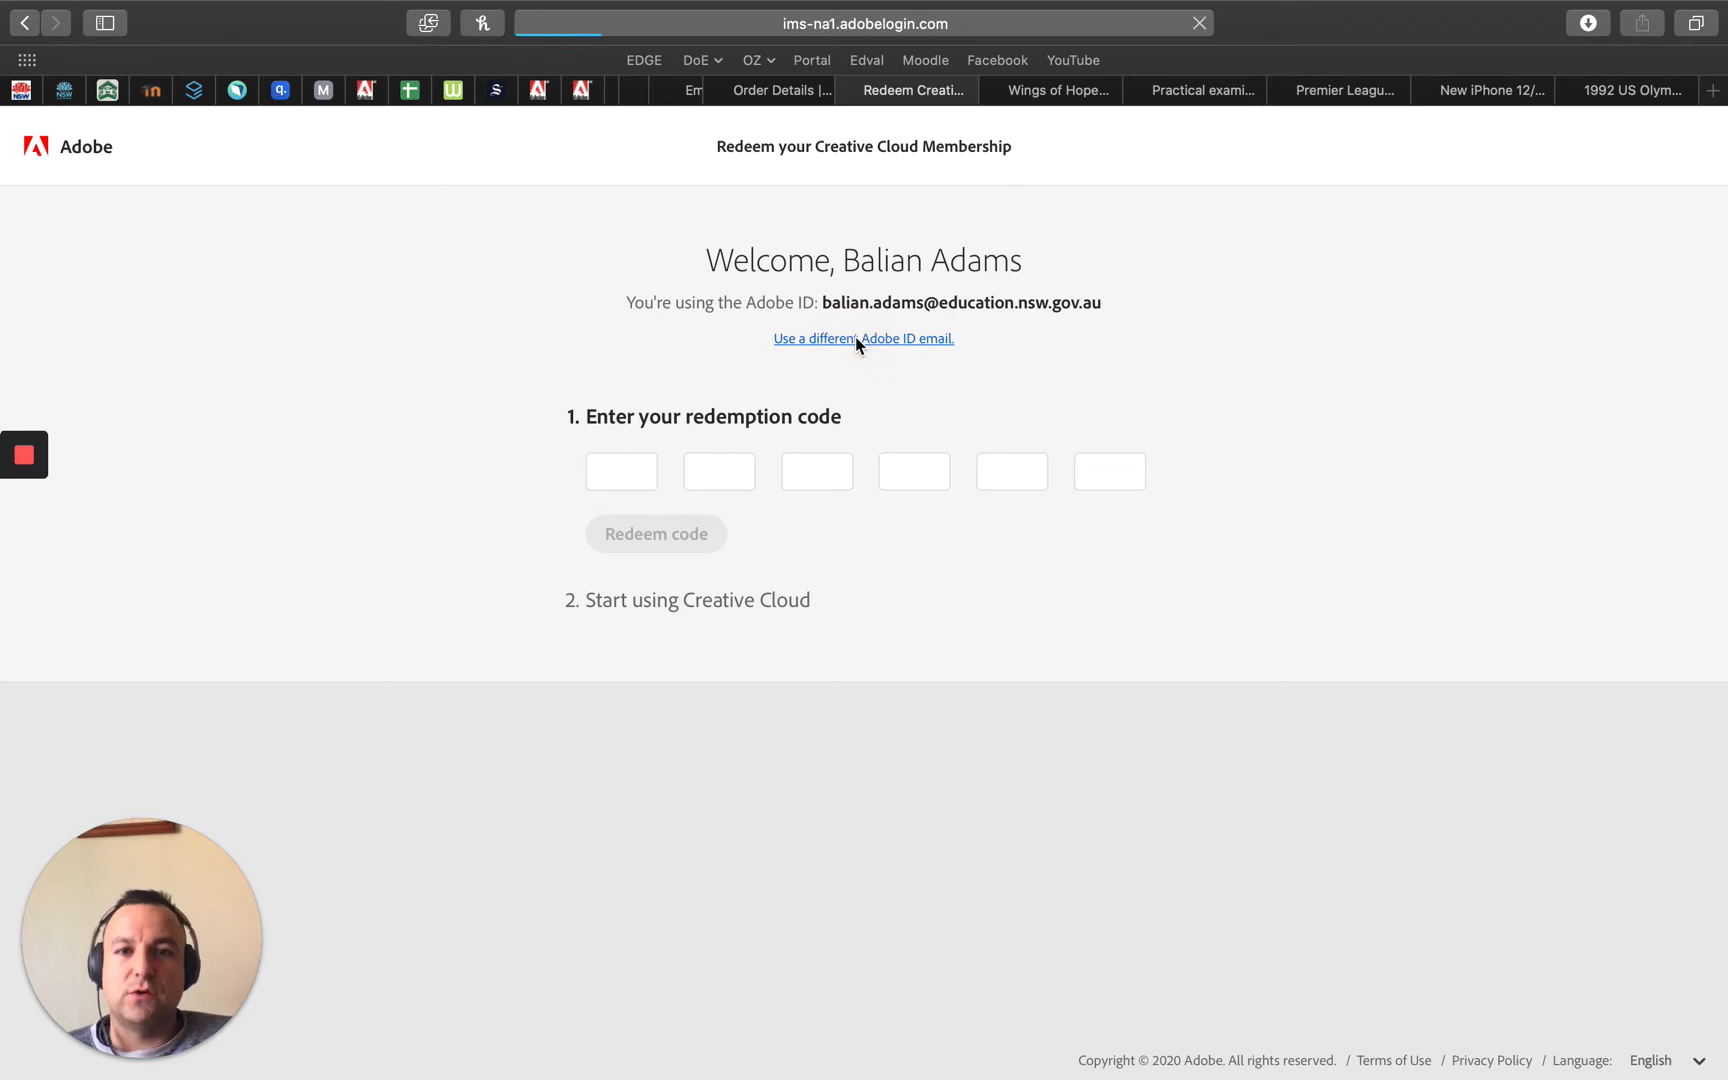 ims-na1.adobelogin.com
EDGE DoE OZ Portal Edval Moodle Facebook YouTube
Em Order Details |... Redeem Creati... Wings of Hope... Practical exami... Premier Leagu... New iPhone 12/... 1992 US Olym...
Adobe
Redeem your Creative Cloud Membership
Welcome, Balian Adams
You're using the Adobe ID: balian.adams@education.nsw.gov.au
Use a different Adobe ID email.
1. Enter your redemption code
Redeem code
2. Start using Creative Cloud
Copyright © 2020 Adobe. All rights reserved. / Terms of Use / Privacy Policy / Language: English